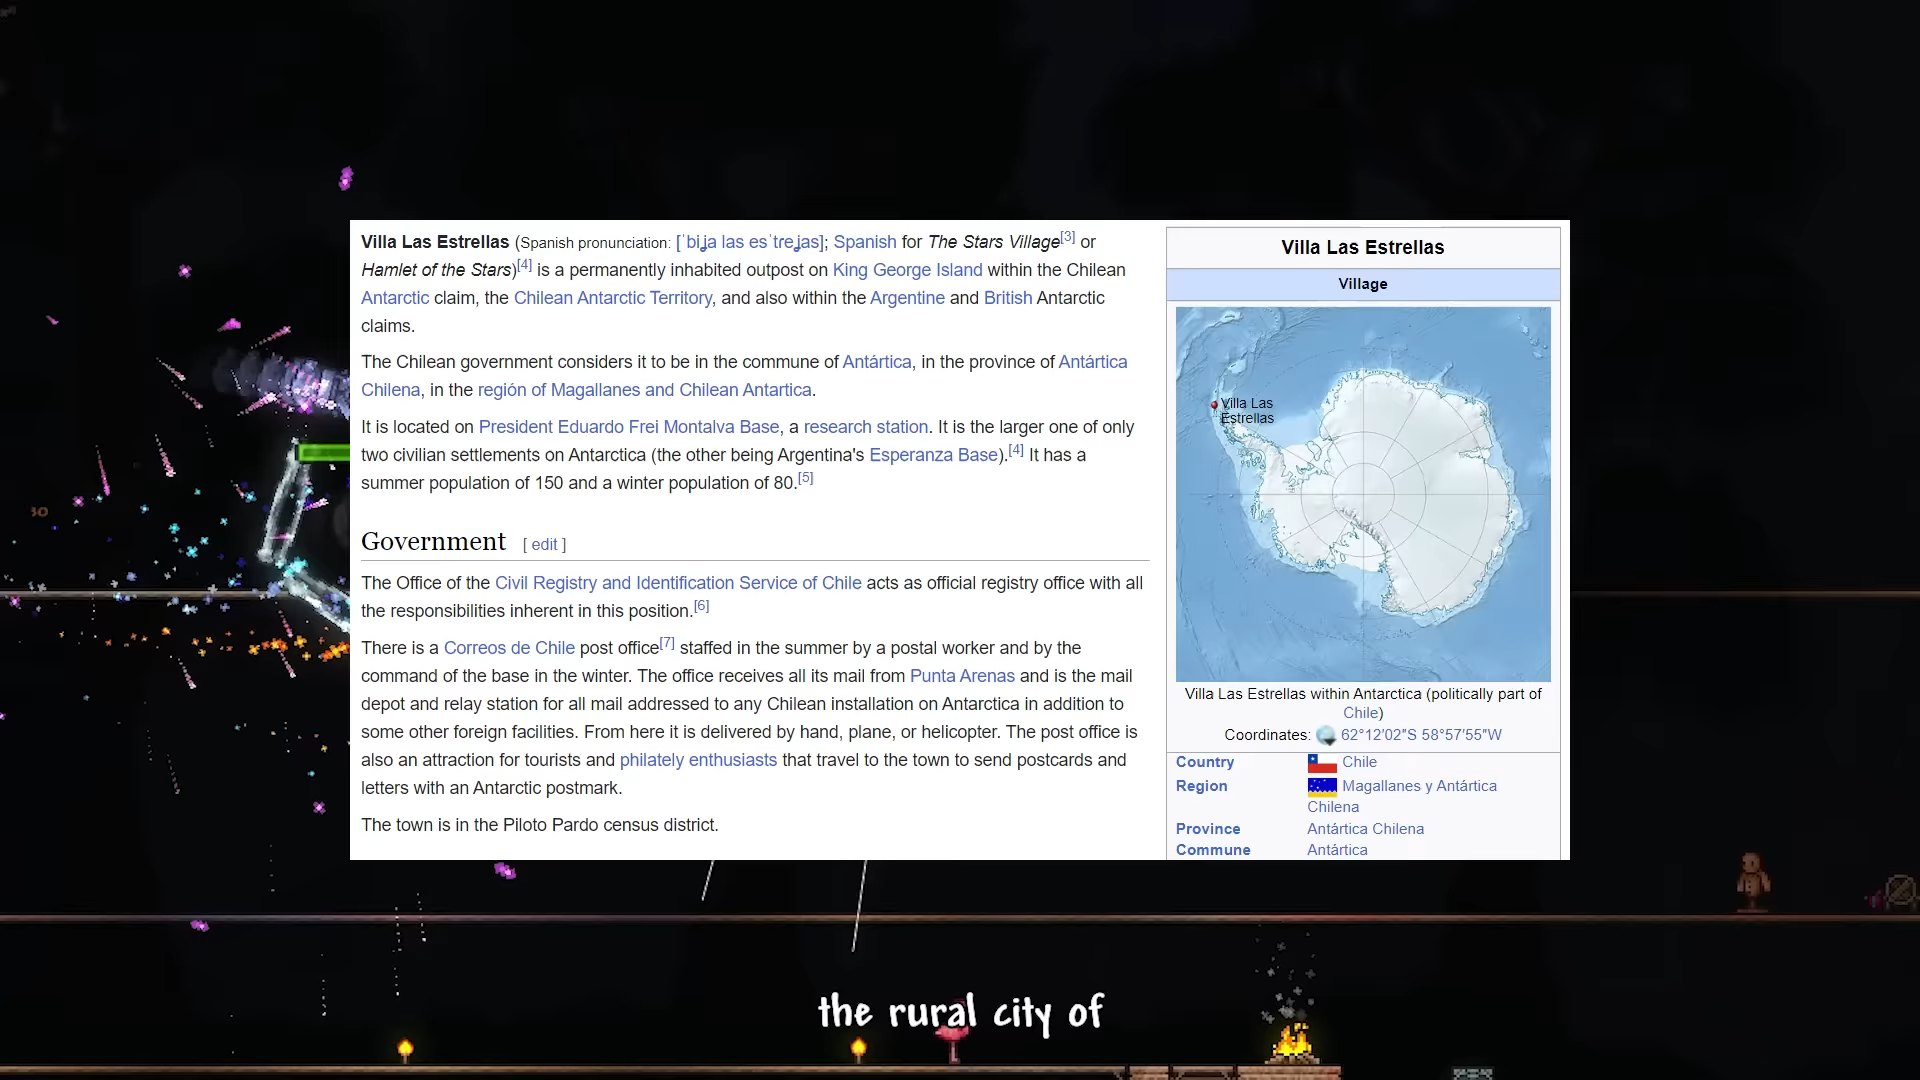 Villa Las Estrellas (Spanish pronunciation: [ˈbiʝa las esˈtɾeʝas]; Spanish for The Stars Village[3] or
Hamlet of the Stars)[4] is a permanently inhabited outpost on King George Island within the Chilean
Antarctic claim, the Chilean Antarctic Territory, and also within the Argentine and British Antarctic
claims.
The Chilean government considers it to be in the commune of Antártica, in the province of Antártica
Chilena, in the región of Magallanes and Chilean Antartica.
It is located on President Eduardo Frei Montalva Base, a research station. It is the larger one of only
two civilian settlements on Antarctica (the other being Argentina's Esperanza Base).[4] It has a
summer population of 150 and a winter population of 80.[5]
Government [ edit ]
The Office of the Civil Registry and Identification Service of Chile acts as official registry office with all
the responsibilities inherent in this position.[6]
There is a Correos de Chile post office[7] staffed in the summer by a postal worker and by the
command of the base in the winter. The office receives all its mail from Punta Arenas and is the mail
depot and relay station for all mail addressed to any Chilean installation on Antarctica in addition to
some other foreign facilities. From here it is delivered by hand, plane, or helicopter. The post office is
also an attraction for tourists and philately enthusiasts that travel to the town to send postcards and
letters with an Antarctic postmark.
The town is in the Piloto Pardo census district.
Villa Las Estrellas
Village
Villa Las
Estrellas
Villa Las Estrellas within Antarctica (politically part of
Chile)
Coordinates: 62°12′02″S 58°57′55″W
Country Chile
Region Magallanes y Antártica
Chilena
Province Antártica Chilena
Commune Antártica
80
the rural city of